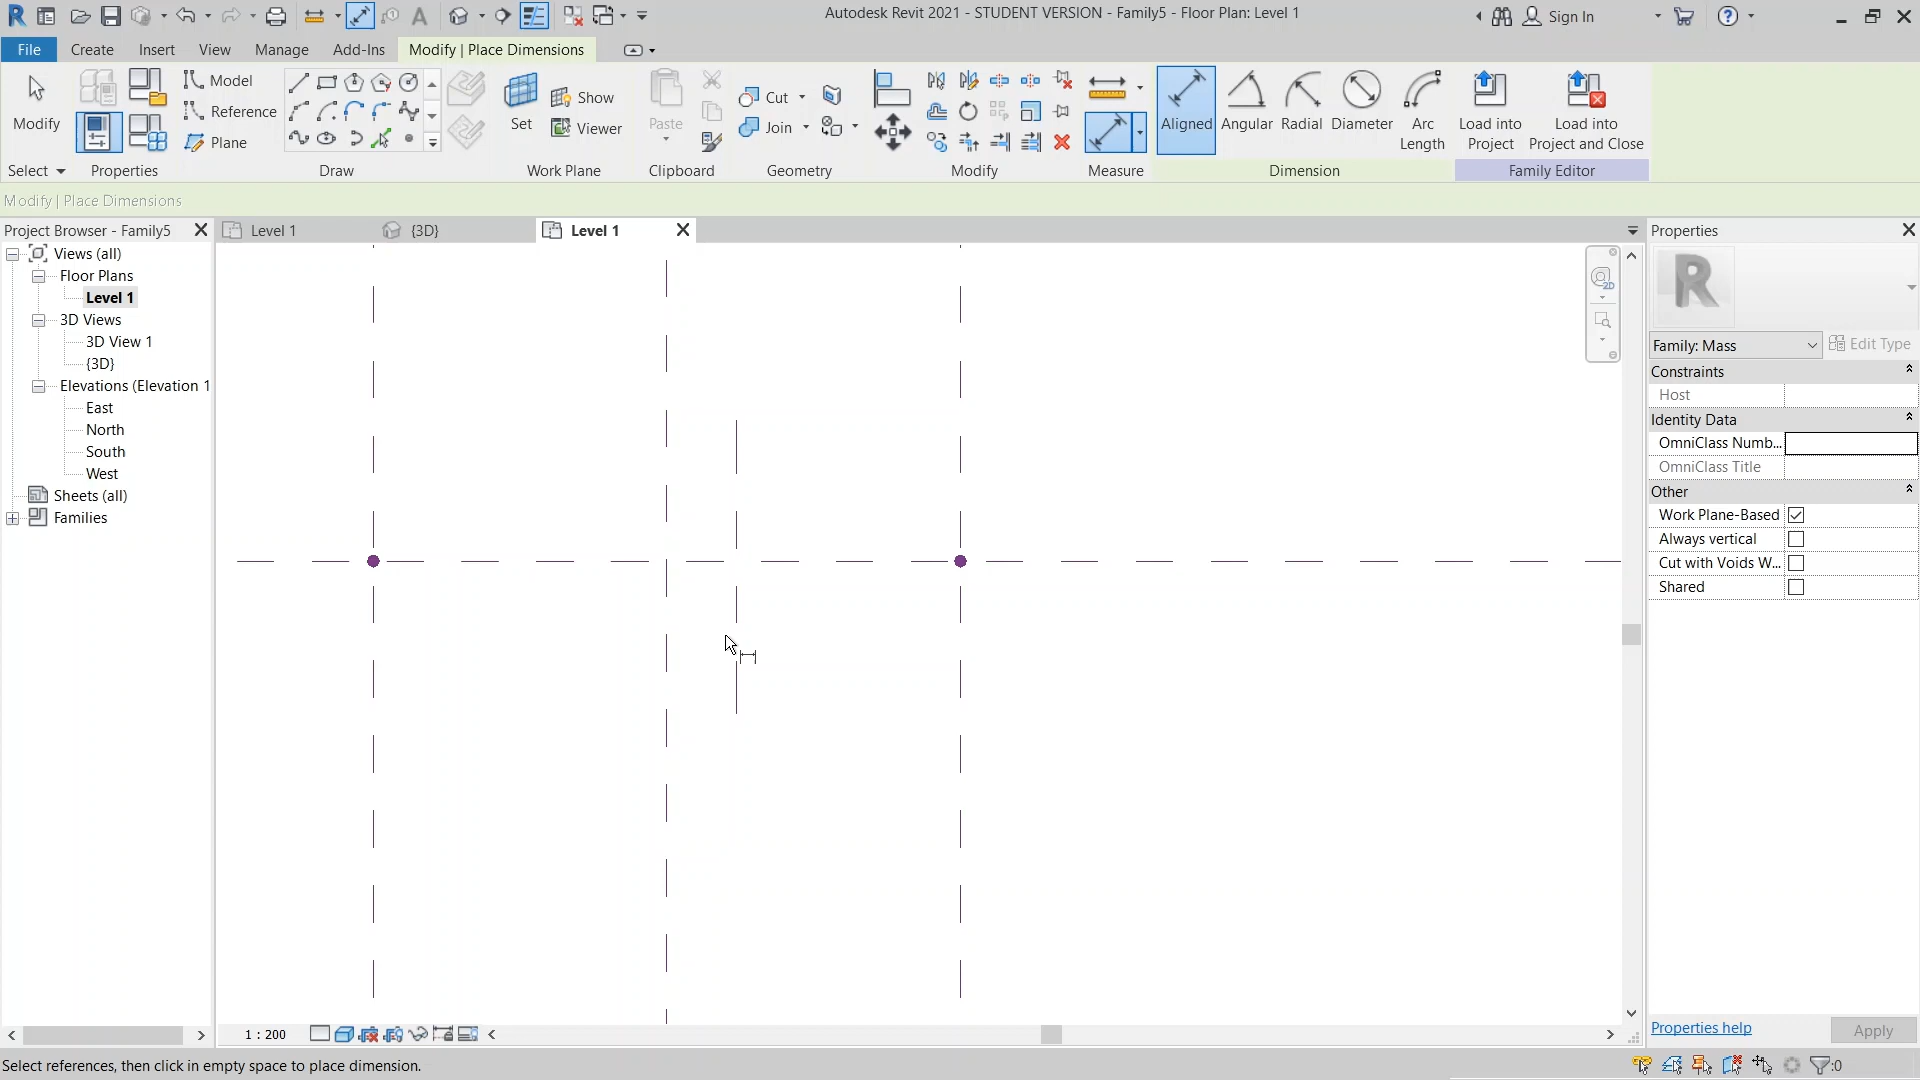 Autodesk Revit 2021 - STUDENT VERSION - Family5 - Floor Plan: Level 1
Sign In
File
Create
Insert
View
Manage
Add-Ins
Modify | Place Dimensions
Modify
Model
Reference
Plane
Set
Show
Viewer
Paste
Cut
Join
Aligned
Angular
Radial
Diameter
Arc
Length
Load into
Project
Load into
Project and Close
Select
Properties
Draw
Work Plane
Clipboard
Geometry
Modify
Measure
Dimension
Family Editor
Modify | Place Dimensions
Project Browser - Family5
Level 1
{3D}
Level 1
Properties
Views (all)
Floor Plans
Level 1
3D Views
3D View 1
{3D}
Elevations (Elevation 1
East
North
South
West
Sheets (all)
Families
2D
R
Family: Mass
Edit Type
Constraints
Host
Identity Data
OmniClass Numb...
OmniClass Title
Other
Work Plane-Based
Always vertical
Cut with Voids W...
Shared
1 : 200
Properties help
Apply
Select references, then click in empty space to place dimension.
:0